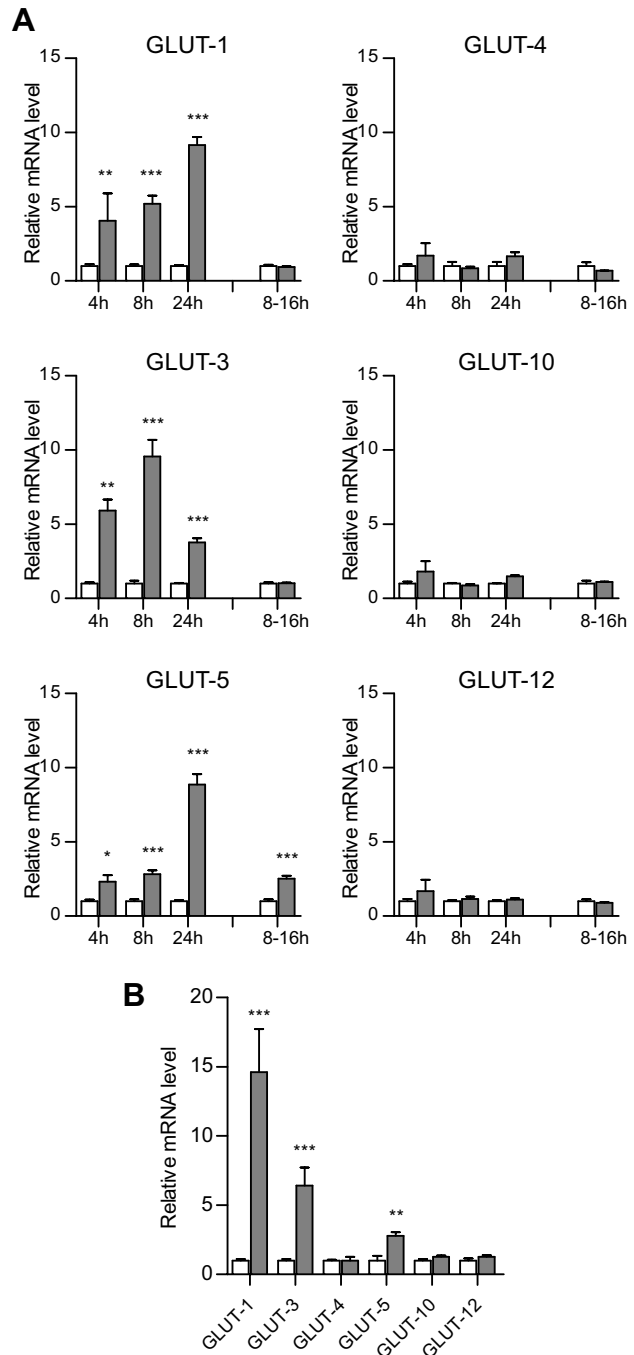 A
GLUT-1
Relative mRNA level
15
10
5
0
** *** ***
4h 8h 24h 8-16h
GLUT-4
Relative mRNA level
15
10
5
0
4h 8h 24h 8-16h
GLUT-3
Relative mRNA level
15
10
5
0
** *** ***
4h 8h 24h 8-16h
GLUT-10
Relative mRNA level
15
10
5
0
4h 8h 24h 8-16h
GLUT-5
Relative mRNA level
15
10
5
0
* *** *** ***
4h 8h 24h 8-16h
GLUT-12
Relative mRNA level
15
10
5
0
4h 8h 24h 8-16h
B
Relative mRNA level
20
15
10
5
0
*** *** **
GLUT-1 GLUT-3 GLUT-4 GLUT-5 GLUT-10 GLUT-12